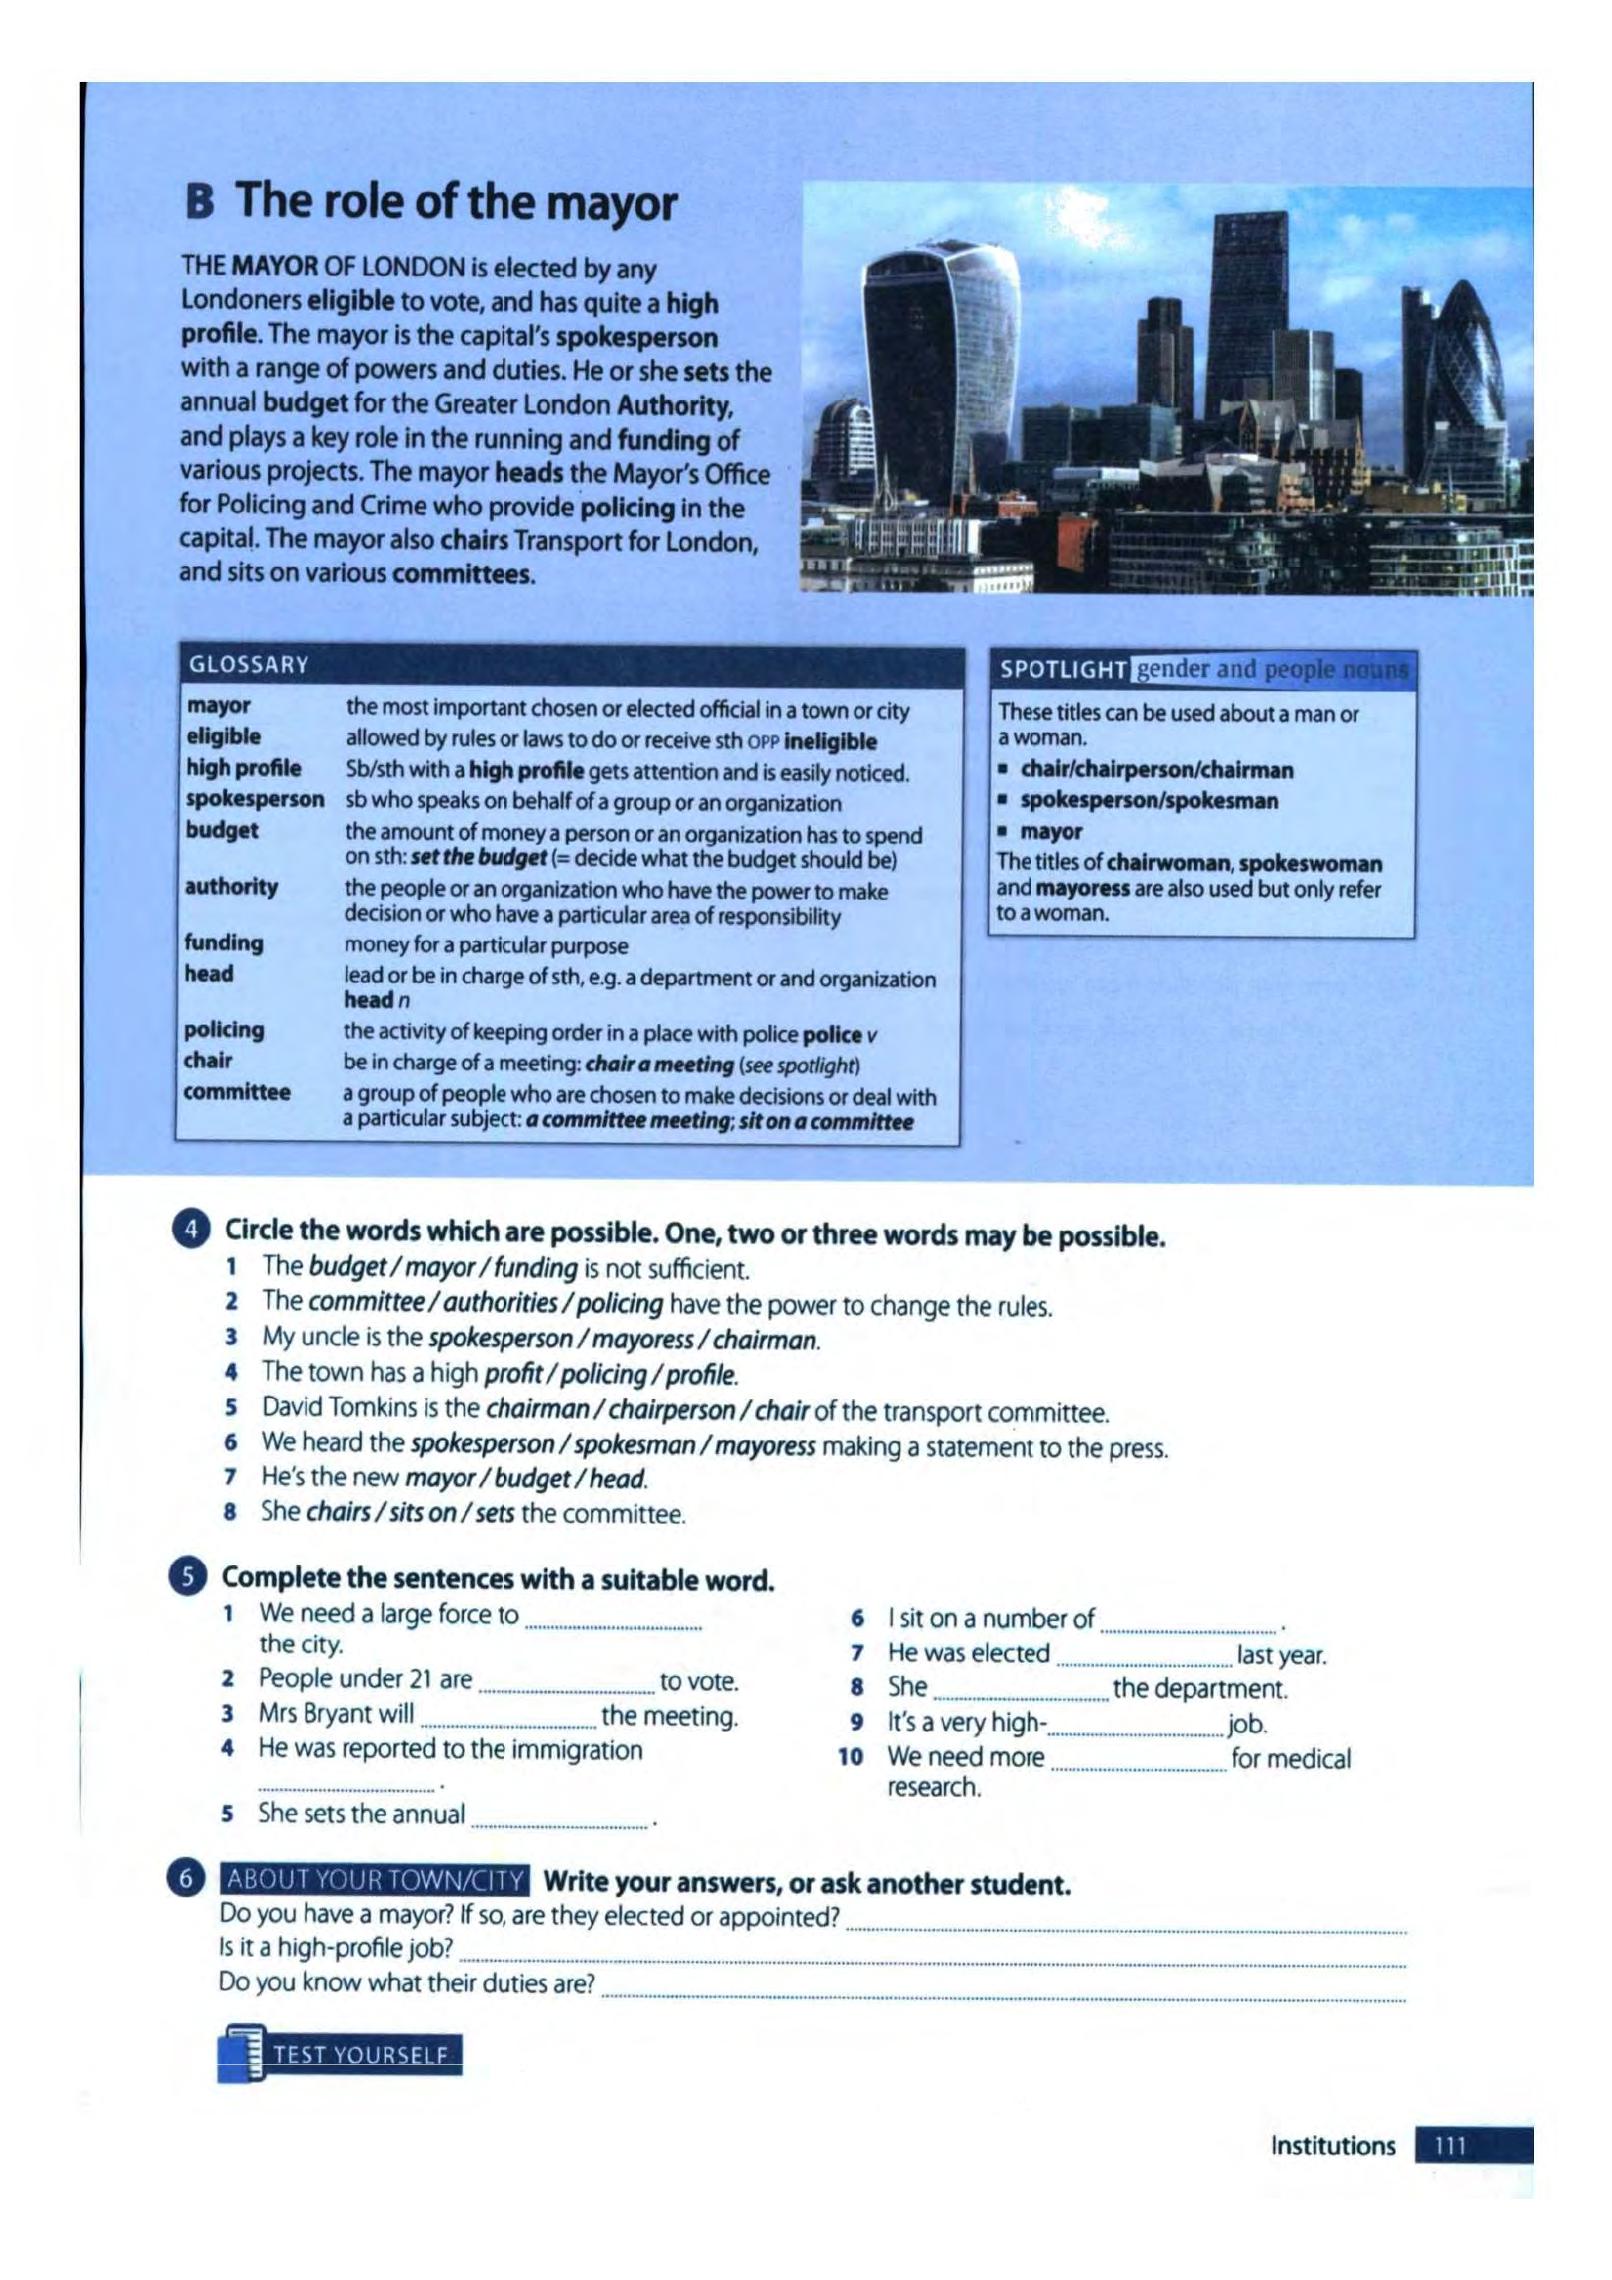 B The role of the mayor
THE MAYOR OF LONDON is elected by any
Londoners eligible to vote, and has quite a high
profile. The mayor is the capital's spokesperson
with a range of powers and duties. He or she sets the
annual budget for the Greater London Authority,
and plays a key role in the running and funding of
various projects. The mayor heads the Mayor's Office
for Policing and Crime who provide policing in the
capital. The mayor also chairs Transport for London,
and sits on various committees.
GLOSSARY
mayor the most important chosen or elected official in a town or city
eligible allowed by rules or laws to do or receive sth OPP ineligible
high profile Sb/sth with a high profile gets attention and is easily noticed.
spokesperson sb who speaks on behalf of a group or an organization
budget the amount of money a person or an organization has to spend
on sth: set the budget (= decide what the budget should be)
authority the people or an organization who have the power to make
decision or who have a particular area of responsibility
funding money for a particular purpose
head lead or be in charge of sth, e.g. a department or and organization
head n
policing the activity of keeping order in a place with police police v
chair be in charge of a meeting: chair a meeting (see spotlight)
committee a group of people who are chosen to make decisions or deal with
a particular subject: a committee meeting; sit on a committee
SPOTLIGHT gender and people nouns
These titles can be used about a man or
a woman.
▪ chair/chairperson/chairman
▪ spokesperson/spokesman
▪ mayor
The titles of chairwoman, spokeswoman
and mayoress are also used but only refer
to a woman.
4 Circle the words which are possible. One, two or three words may be possible.
1 The budget / mayor / funding is not sufficient.
2 The committee / authorities / policing have the power to change the rules.
3 My uncle is the spokesperson / mayoress / chairman.
4 The town has a high profit / policing / profile.
5 David Tomkins is the chairman / chairperson / chair of the transport committee.
6 We heard the spokesperson / spokesman / mayoress making a statement to the press.
7 He's the new mayor / budget / head.
8 She chairs / sits on / sets the committee.
5 Complete the sentences with a suitable word.
1 We need a large force to ....................
the city.
2 People under 21 are .................... to vote.
3 Mrs Bryant will .................... the meeting.
4 He was reported to the immigration
.................... .
5 She sets the annual .................... .
6 I sit on a number of .................... .
7 He was elected .................... last year.
8 She .................... the department.
9 It's a very high-.................... job.
10 We need more .................... for medical
research.
6 ABOUT YOUR TOWN/CITY Write your answers, or ask another student.
Do you have a mayor? If so, are they elected or appointed? ....................
Is it a high-profile job? ....................
Do you know what their duties are? ....................
TEST YOURSELF
Institutions 111